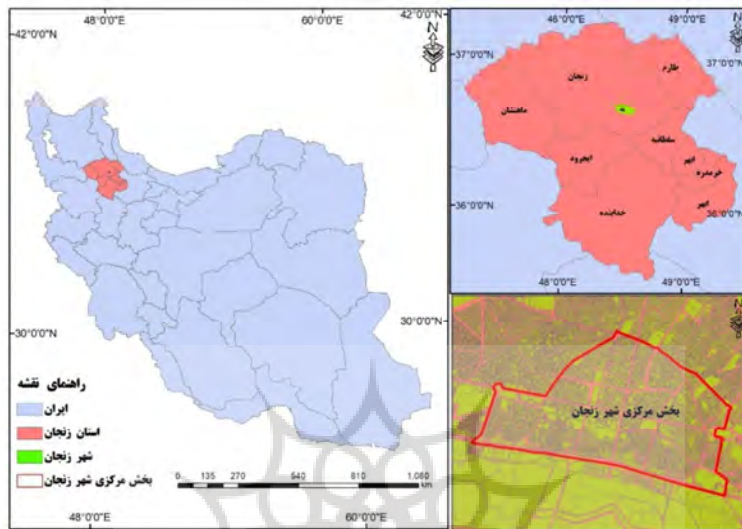 48°0'0"E
60°0'0"E
42°0'0"N
42°0'0"N
N
30°0'0"N
30°0'0"N
راهنمای نقشه
ایران
استان زنجان
شهر زنجان
بخش مرکزی شهر زنجان
0 135 270 540 810 1,080
km
48°0'0"E
60°0'0"E
48°0'0"E
49°0'0"E
37°0'0"N
37°0'0"N
N
زنجان
طارم
ماهنشان
سلطانیه
ایجرود
ابهر
خرمدره
ابهر
خدابنده
36°0'0"N
36°0'0"N
48°0'0"E
49°0'0"E
بخش مرکزی شهر زنجان